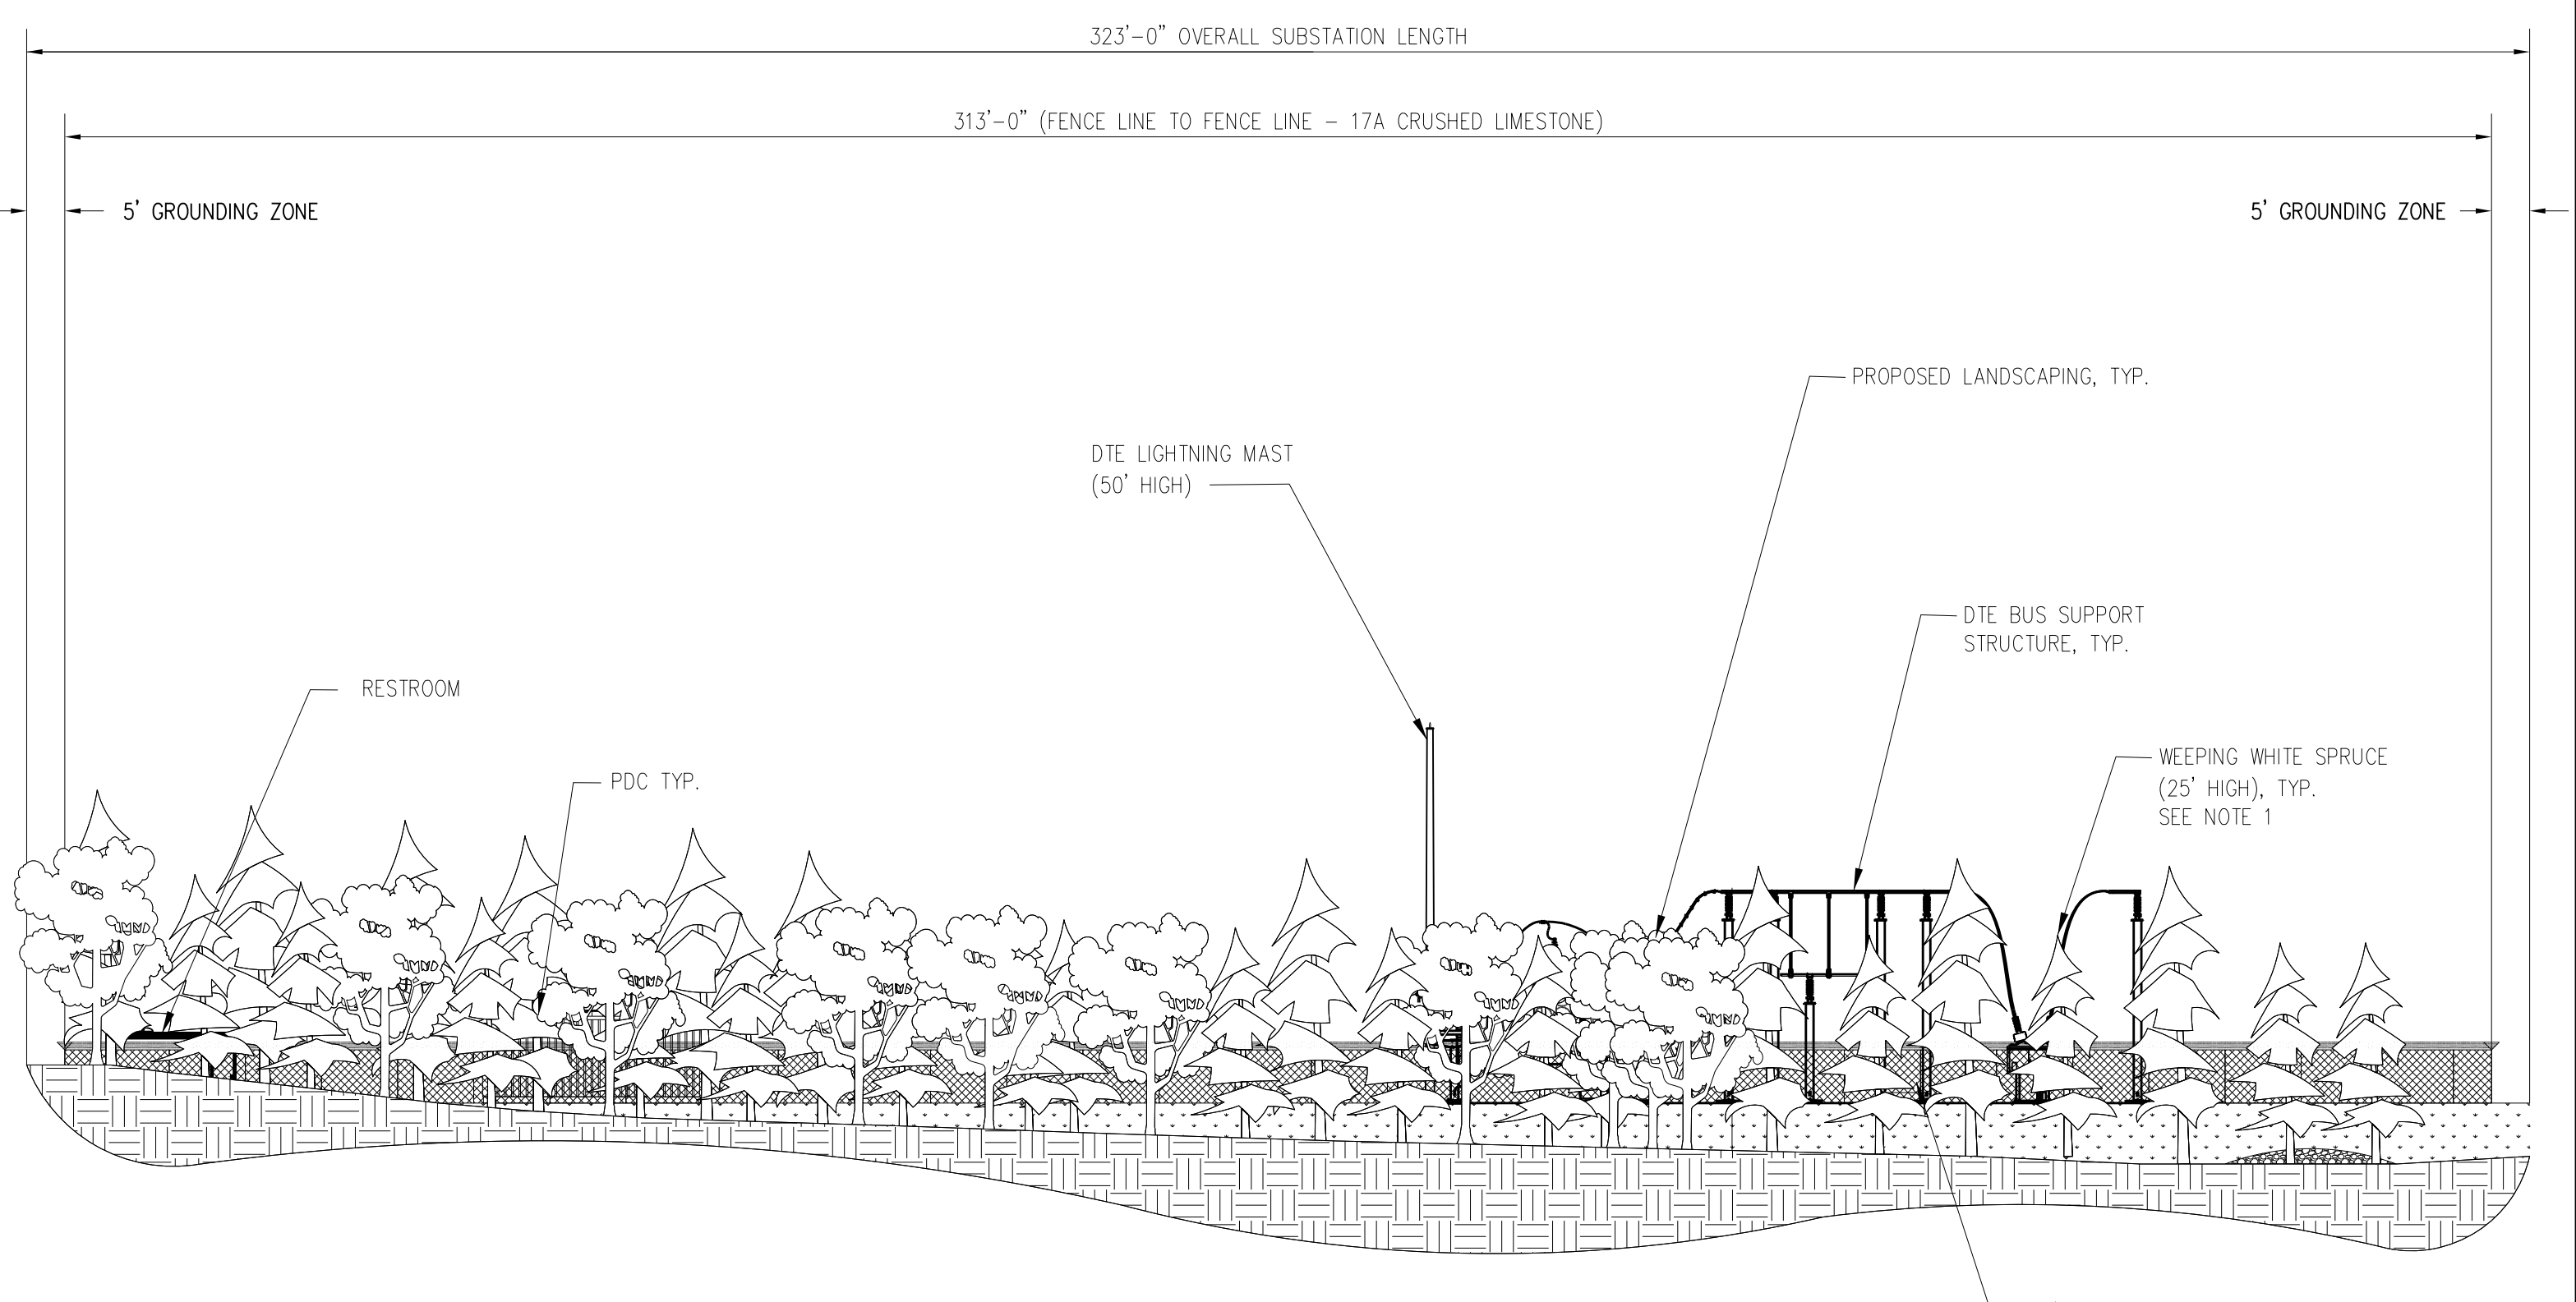 323'-0" OVERALL SUBSTATION LENGTH
313'-0" (FENCE LINE TO FENCE LINE - 17A CRUSHED LIMESTONE)
5' GROUNDING ZONE
5' GROUNDING ZONE
PROPOSED LANDSCAPING, TYP.
DTE LIGHTNING MAST
(50' HIGH)
DTE BUS SUPPORT
STRUCTURE, TYP.
RESTROOM
WEEPING WHITE SPRUCE
(25' HIGH), TYP.
SEE NOTE 1
PDC TYP.